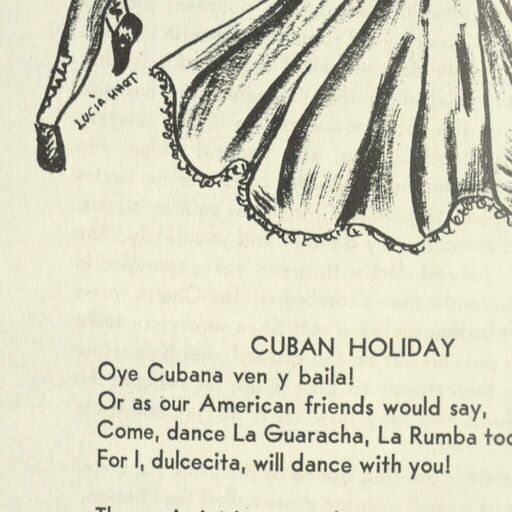 LUCIA HUNT
CUBAN HOLIDAY
Oye Cubana ven y baila!
Or as our American friends would say,
Come, dance La Guaracha, La Rumba too
For I, dulcecita, will dance with you!